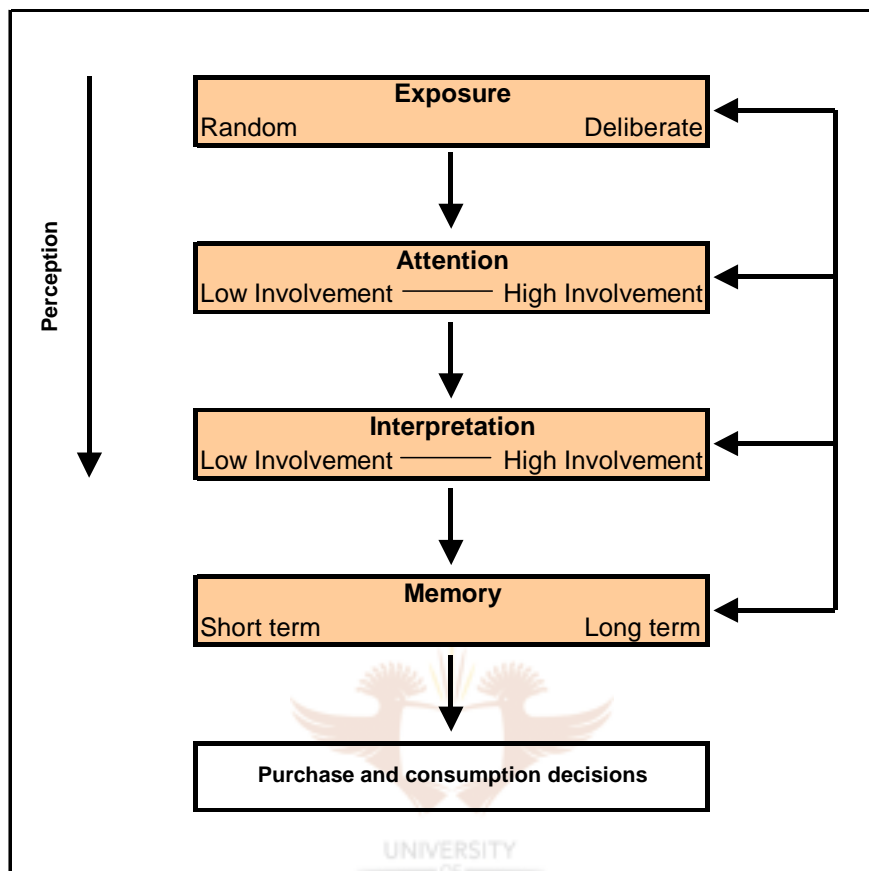 Exposure
Random Deliberate
Perception
Attention
Low Involvement High Involvement
Interpretation
Low Involvement High Involvement
Memory
Short term Long term
Purchase and consumption decisions
UNIVERSITY
OF